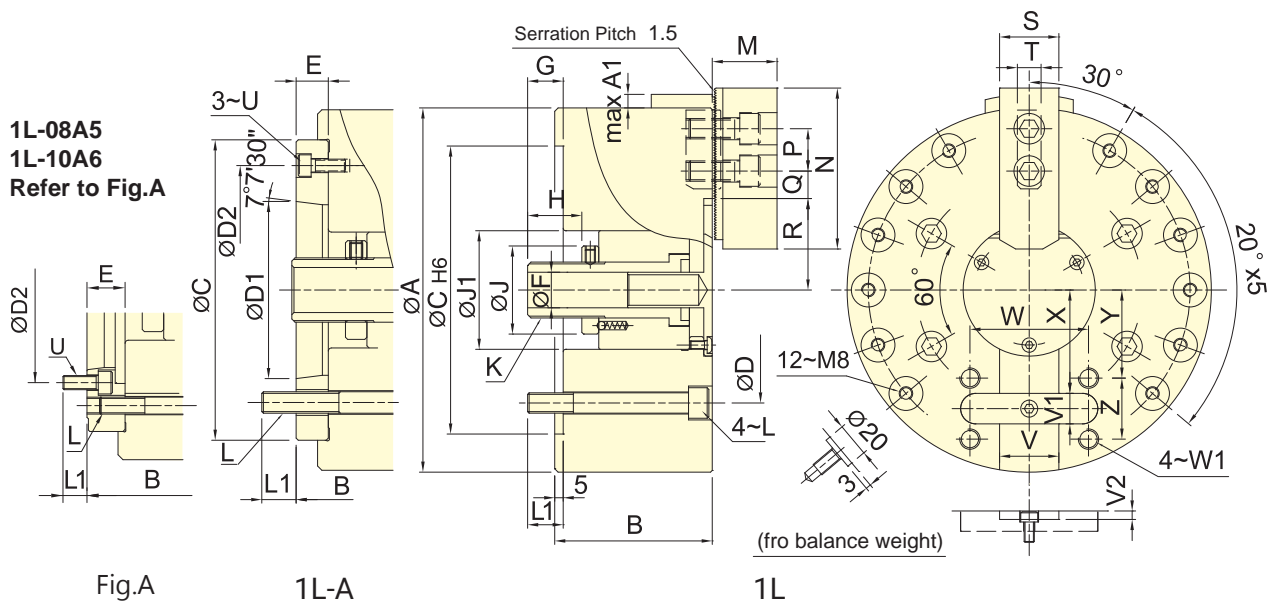 1L-08A5
1L-10A6
Refer to Fig.A
ØD2
E
U
L
L1
B
Fig.A
E
3~U
7°7'30"
ØD2
ØC
ØD1
L
L1
B
1L-A
Serration Pitch 1.5
G
max A1
M
H
P
Q
N
R
ØA
ØC H6
ØJ1
ØJ
ØF
K
ØD
4~L
5
L1
B
1L
S
T
30°
20°x5
60°
W
X
Y
12~M8
V1
Z
V
4~W1
Ø20
3
V2
(fro balance weight)